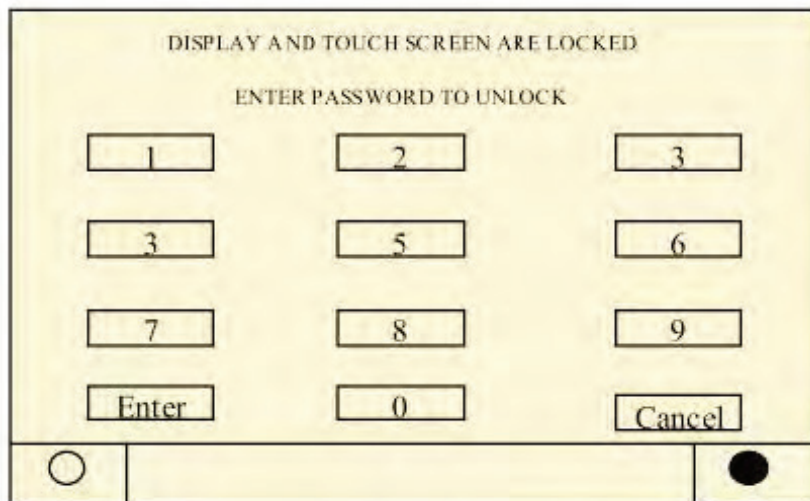 DISPLAY AND TOUCH SCREEN ARE LOCKED
ENTER PASSWORD TO UNLOCK
1 2 3
3 5 6
7 8 9
Enter 0 Cancel